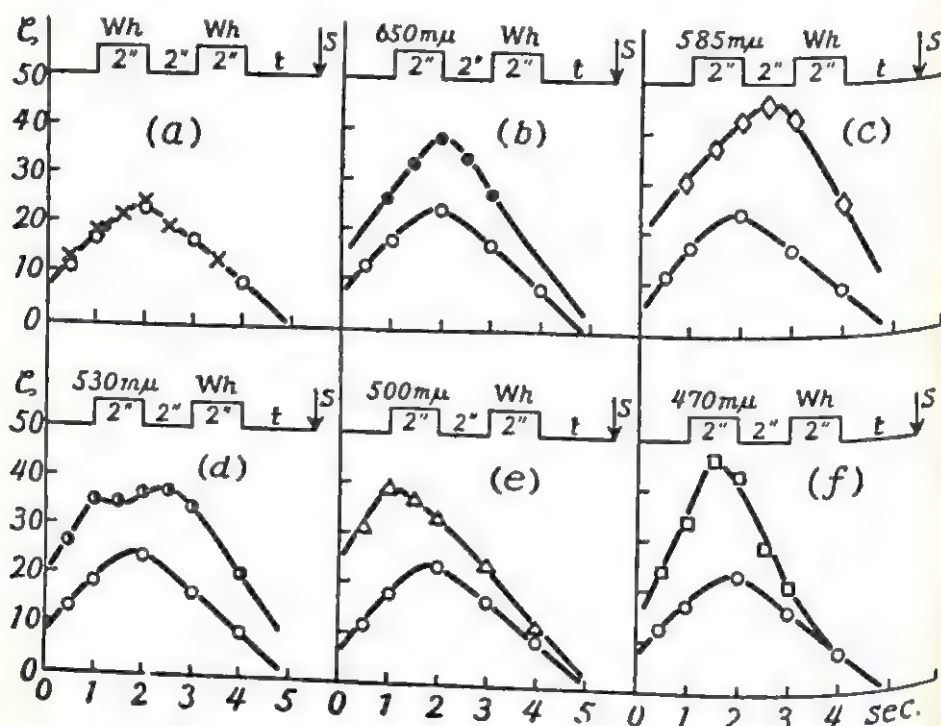 ζ Wh Wh S 650mμ Wh S 585mμ Wh S
50 2" 2" 2" t 2" 2" 2" t 2" 2" 2" t
40 (a) (b) (c)
30
20
10
0
ζ 530mμ Wh S 500mμ Wh S 470mμ Wh S
50 2" 2" 2" t 2" 2" 2" t 2" 2" 2" t
40 (d) (e) (f)
30
20
10
0
0 1 2 3 4 5 0 1 2 3 4 5 0 1 2 3 4 sec.